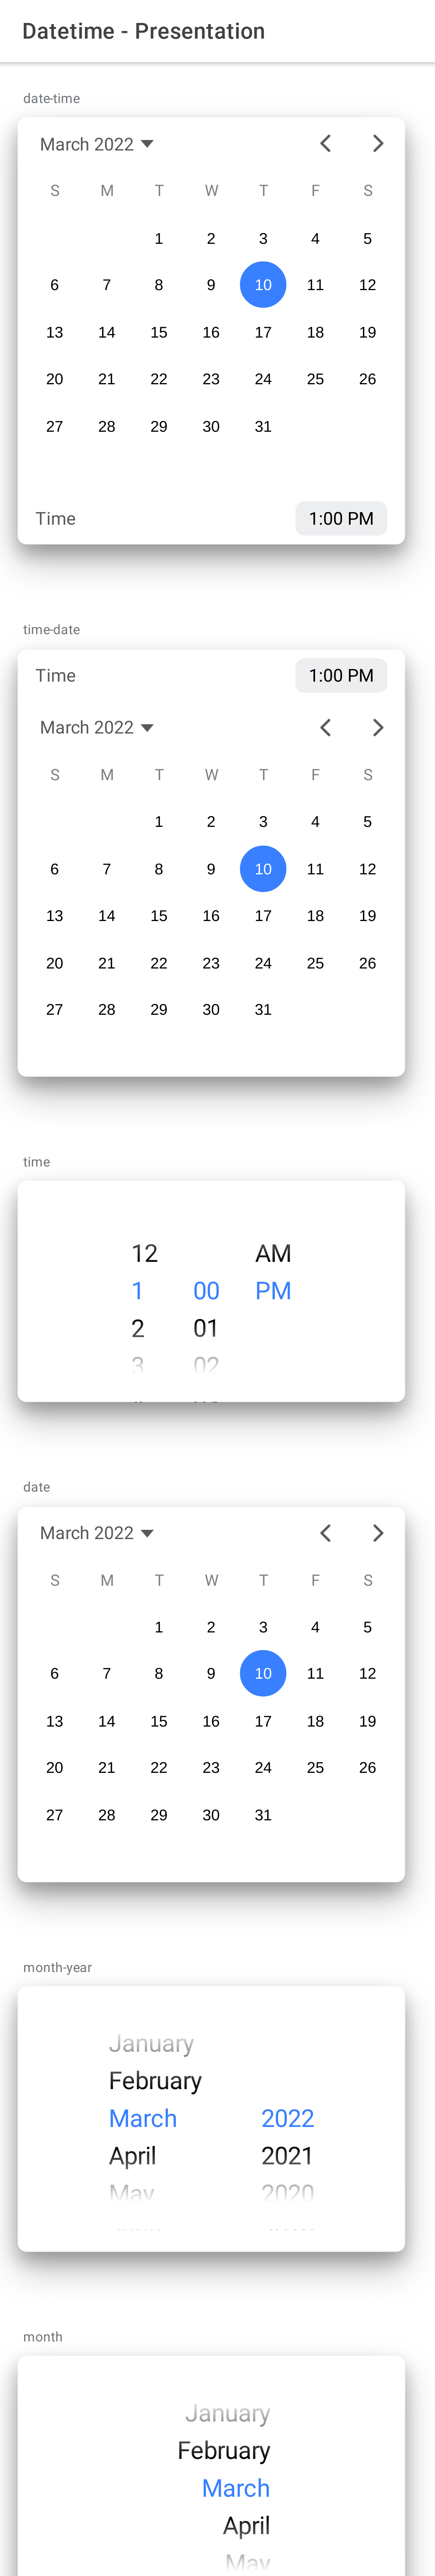 Datetime - Presentation
date-time
March 2022
S M T W T F S
1 2 3 4 5
6 7 8 9 10 11 12
13 14 15 16 17 18 19
20 21 22 23 24 25 26
27 28 29 30 31
Time 1:00 PM
time-date
Time 1:00 PM
March 2022
S M T W T F S
1 2 3 4 5
6 7 8 9 10 11 12
13 14 15 16 17 18 19
20 21 22 23 24 25 26
27 28 29 30 31
time
12 AM
1 00 PM
2 01
3 02
date
March 2022
S M T W T F S
1 2 3 4 5
6 7 8 9 10 11 12
13 14 15 16 17 18 19
20 21 22 23 24 25 26
27 28 29 30 31
month-year
January
February
March 2022
April 2021
May 2020
month
January
February
March
April
May